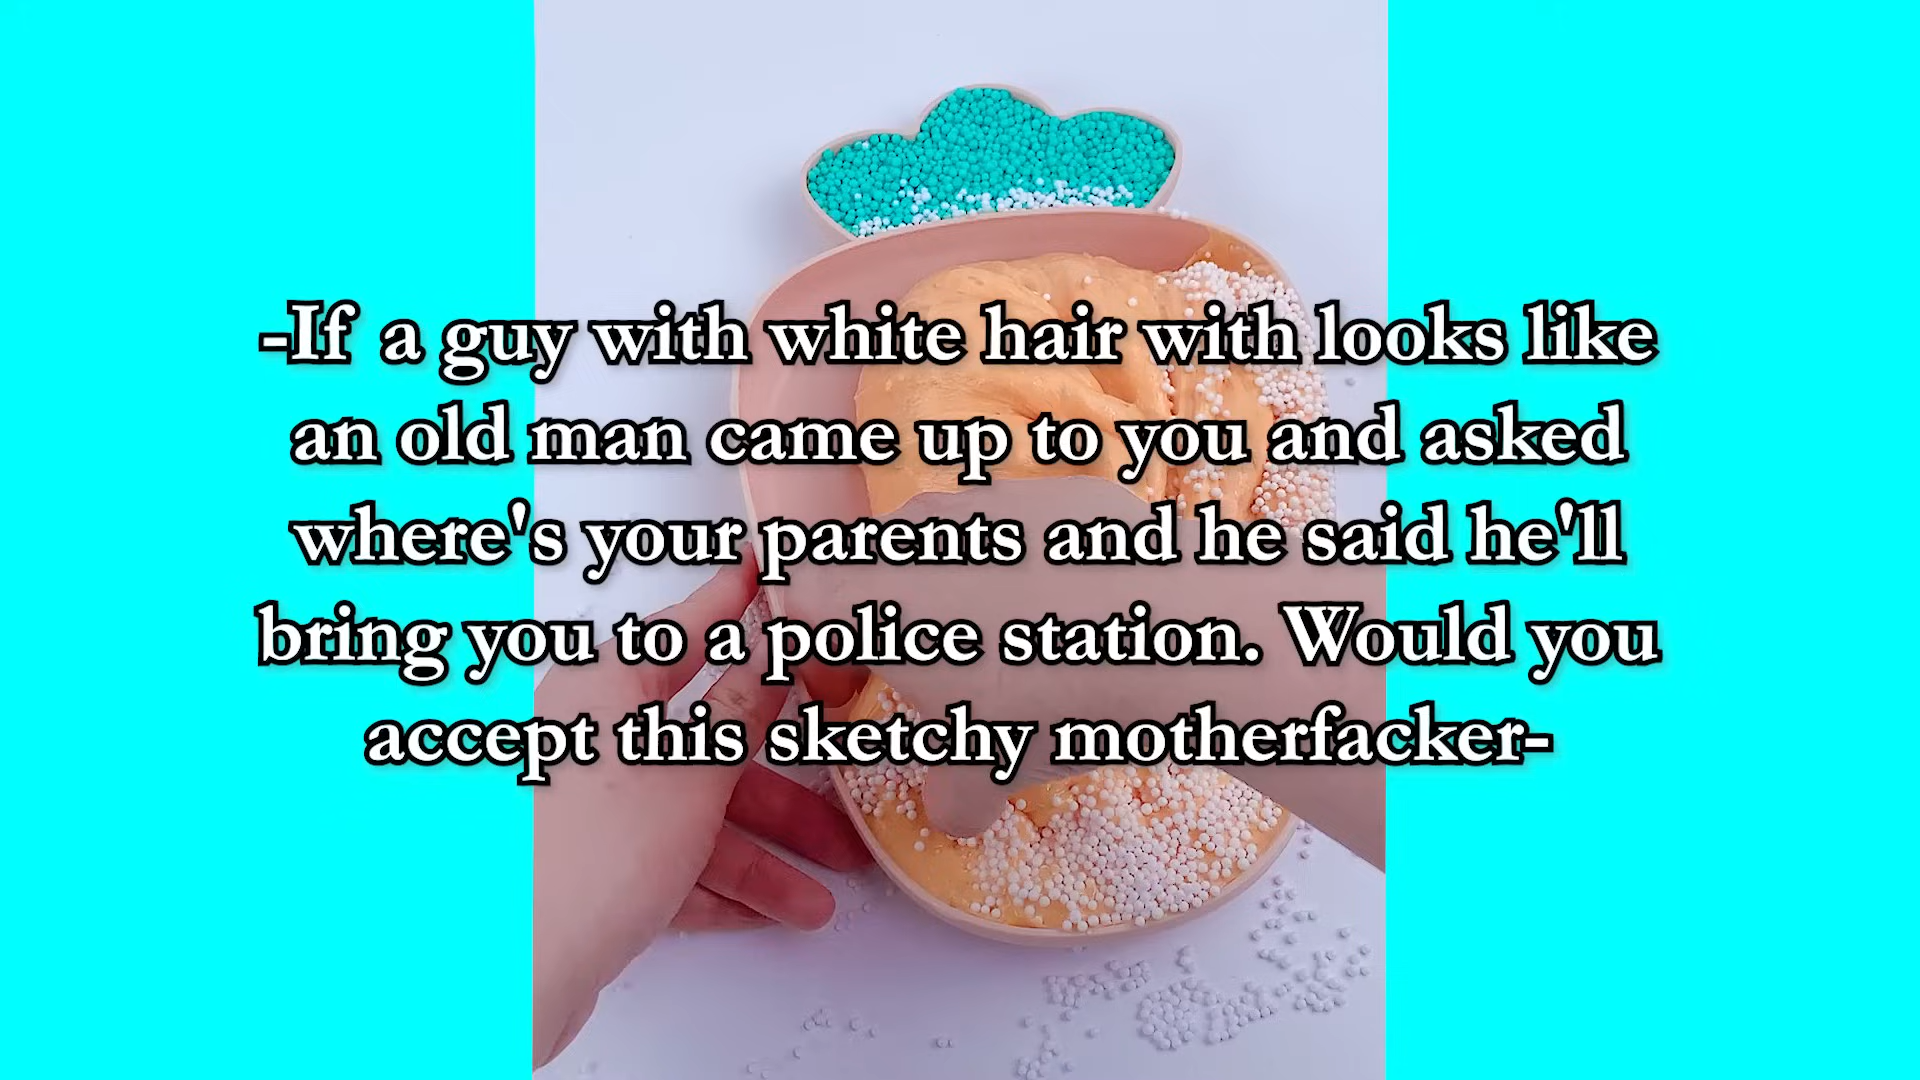 -If a guy with white hair with looks like
an old man came up to you and asked
where's your parents and he said he'll
bring you to a police station. Would you
accept this sketchy motherfacker-